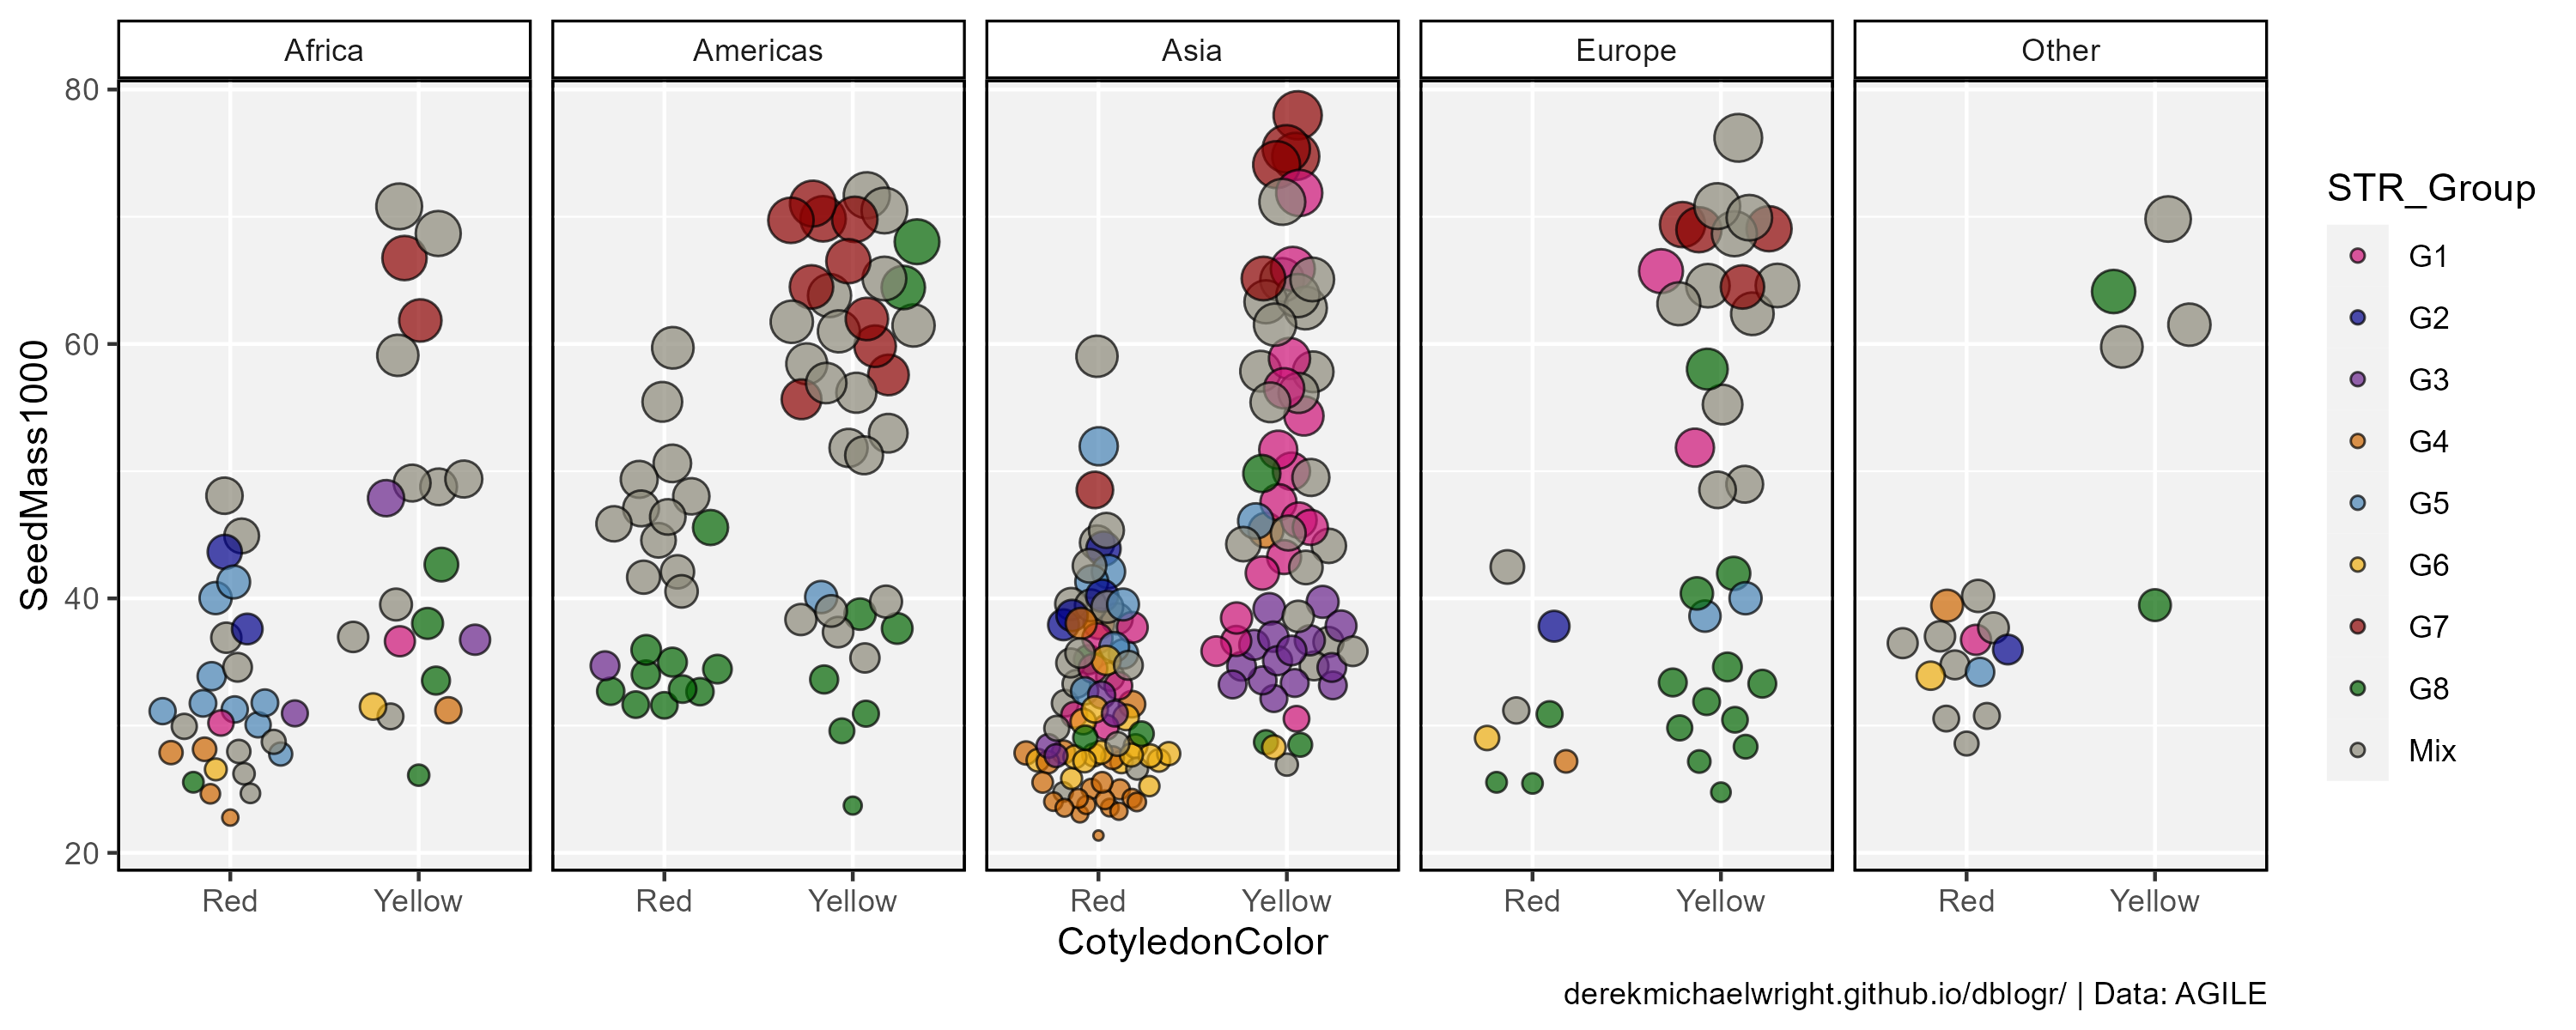 Africa
Americas
Asia
Europe
Other
80
60
40
20
SeedMass1000
Red
Yellow
Red
Yellow
Red
Yellow
Red
Yellow
Red
Yellow
CotyledonColor
derekmichaelwright.github.io/dblogr/ | Data: AGILE
STR_Group
G1
G2
G3
G4
G5
G6
G7
G8
Mix